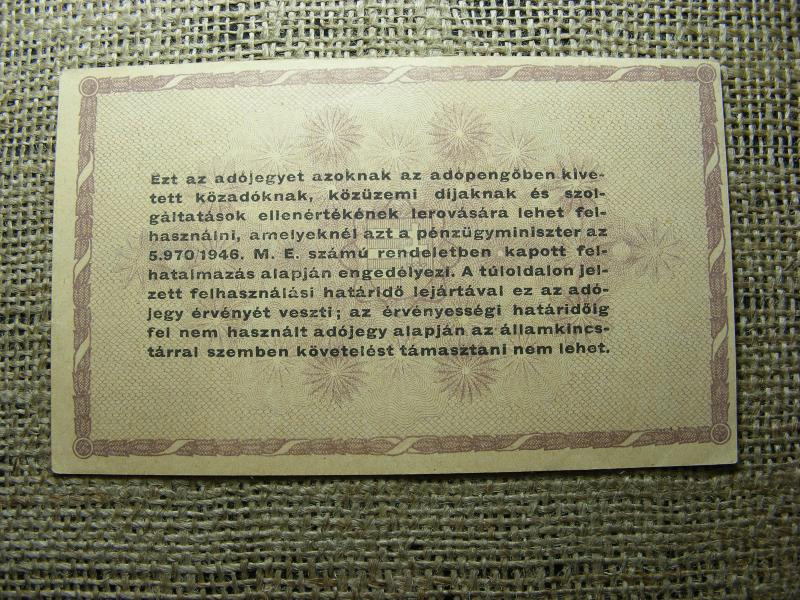 Ezt az adójegyet azoknak az adópengőben kive-
tett közadóknak, közüzemi díjaknak és szol-
gáltatások ellenértékének lerovására lehet fel-
használni, amelyeknél azt a pénzügyminiszter az
5.970/1946. M. E. számú rendeletben kapott fel-
hatalmazás alapján engedélyezi. A túloldalon jel-
zett felhasználási határidő lejártával ez az adó-
jegy érvényét veszti; az érvényességi határidőig
fel nem használt adójegy alapján az államkincs-
tárral szemben követelést támasztani nem lehet.